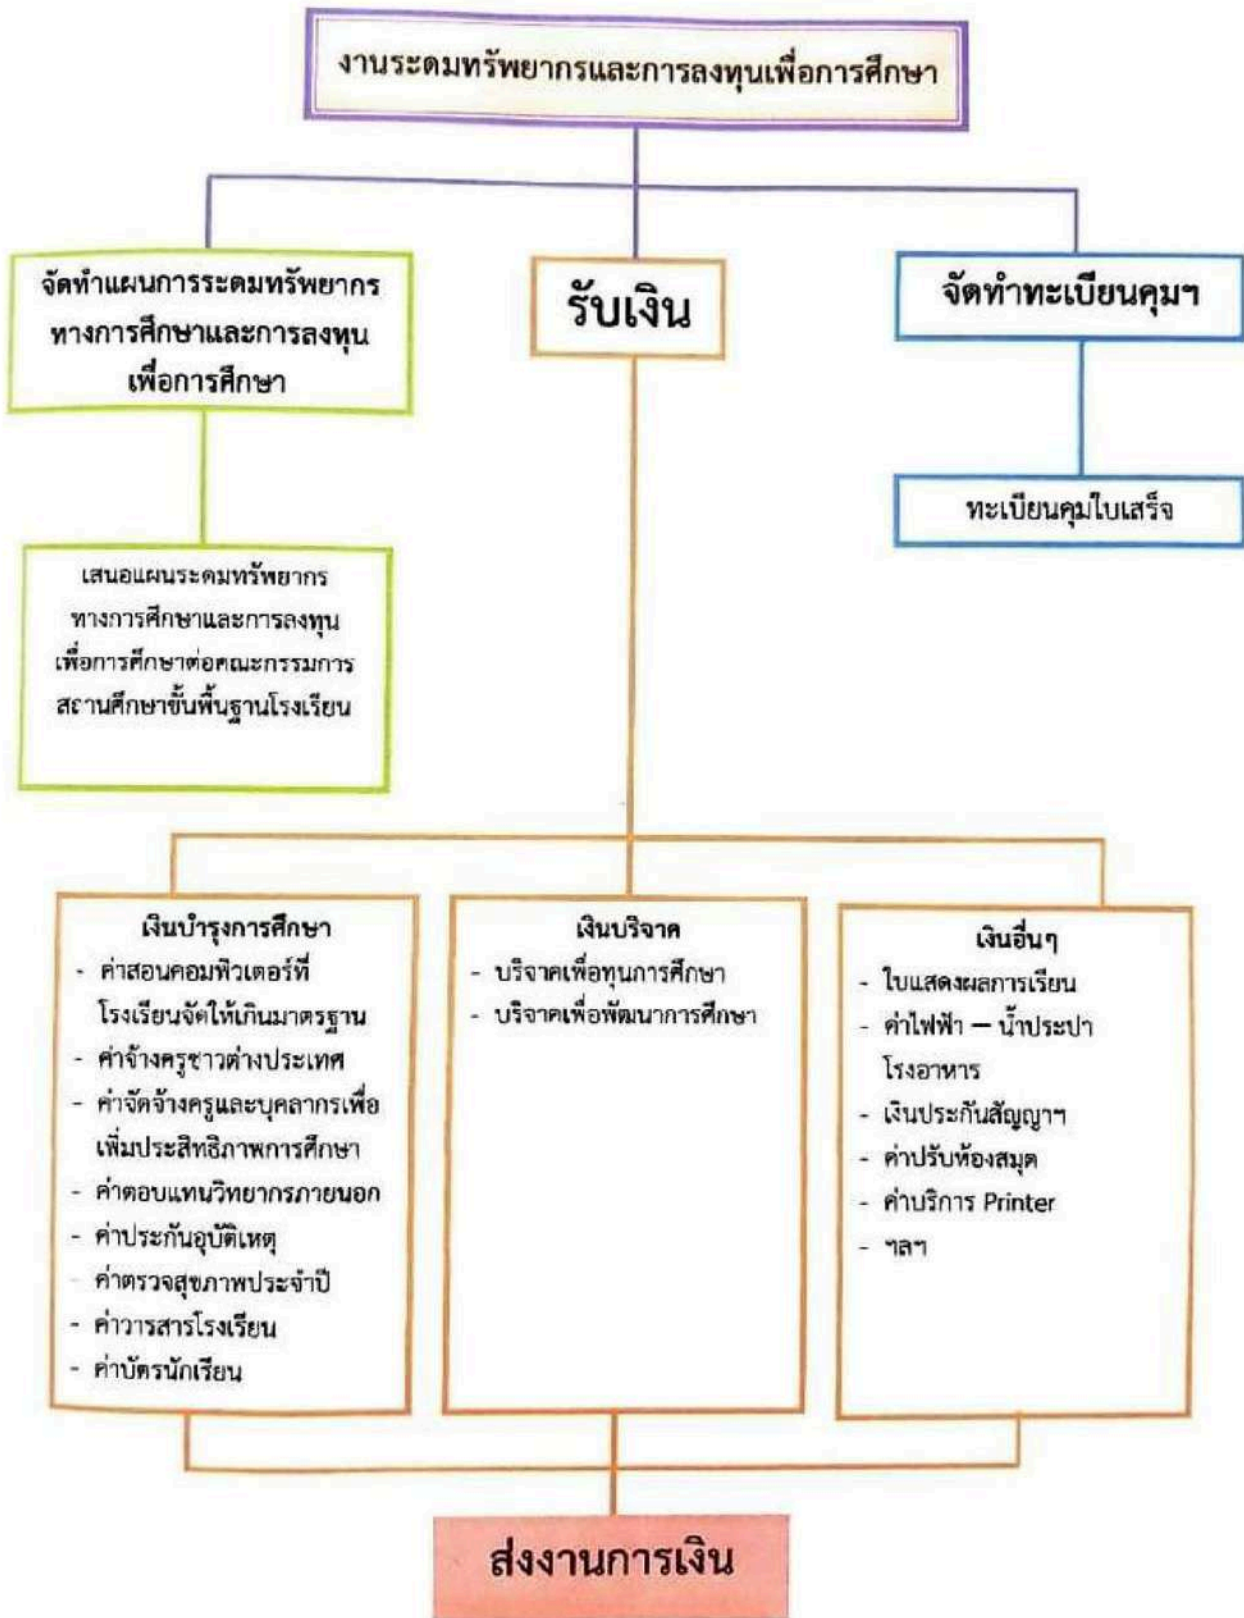 งานระดมทรัพยากรและการลงทุนเพื่อการศึกษา
จัดทำแผนการระดมทรัพยากร
ทางการศึกษาและการลงทุน
เพื่อการศึกษา
รับเงิน
จัดทำทะเบียนคุมฯ
ทะเบียนคุมใบเสร็จ
เสนอแผนระดมทรัพยากร
ทางการศึกษาและการลงทุน
เพื่อการศึกษาต่อคณะกรรมการ
สถานศึกษาขั้นพื้นฐานโรงเรียน
เงินบำรุงการศึกษา
- ค่าสอนคอมพิวเตอร์ที่
โรงเรียนจัดให้เกินมาตรฐาน
- ค่าจ้างครูชาวต่างประเทศ
- ค่าจัดจ้างครูและบุคลากรเพื่อ
เพิ่มประสิทธิภาพการศึกษา
- ค่าตอบแทนวิทยากรภายนอก
- ค่าประกันอุบัติเหตุ
- ค่าตรวจสุขภาพประจำปี
- ค่าวารสารโรงเรียน
- ค่าบัตรนักเรียน
เงินบริจาค
- บริจาคเพื่อทุนการศึกษา
- บริจาคเพื่อพัฒนาการศึกษา
เงินอื่นๆ
- ใบแสดงผลการเรียน
- ค่าไฟฟ้า – น้ำประปา
โรงอาหาร
- เงินประกันสัญญาฯ
- ค่าปรับห้องสมุด
- ค่าบริการ Printer
- ฯลฯ
ส่งงานการเงิน